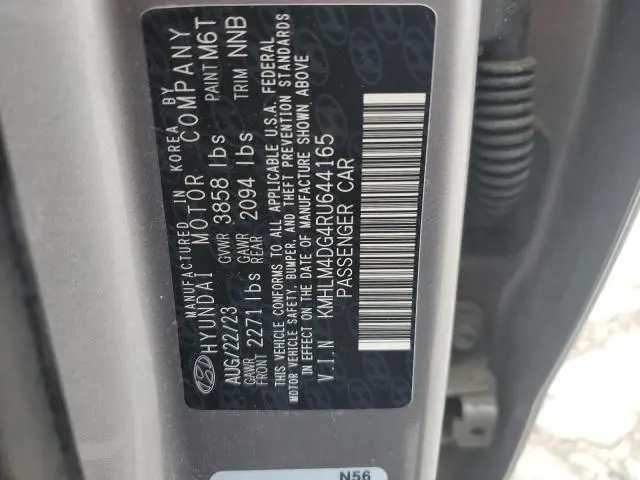 MANUFACTURED IN KOREA BY
HYUNDAI MOTOR COMPANY
AUG/22/23 GVWR 3858 lbs PAINT M6T
GAWR FRONT 2271 lbs GAWR REAR 2094 lbs TRIM NNB
THIS VEHICLE CONFORMS TO ALL APPLICABLE U.S.A. FEDERAL
MOTOR VEHICLE SAFETY, BUMPER, AND THEFT PREVENTION STANDARDS
IN EFFECT ON THE DATE OF MANUFACTURE SHOWN ABOVE
V.I.N KMHLM4DG4RU644165
PASSENGER CAR
N56